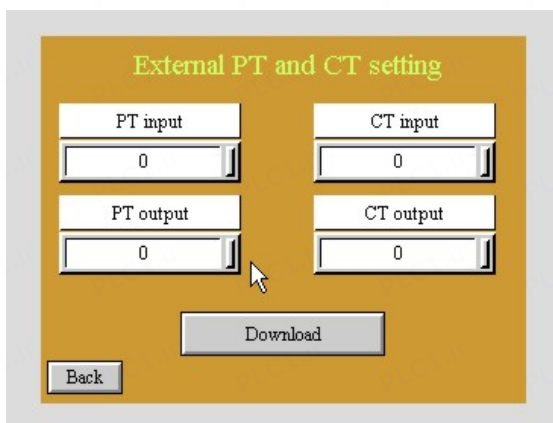 External PT and CT setting
PT input
CT input
0
0
PT output
CT output
0
0
Download
Back